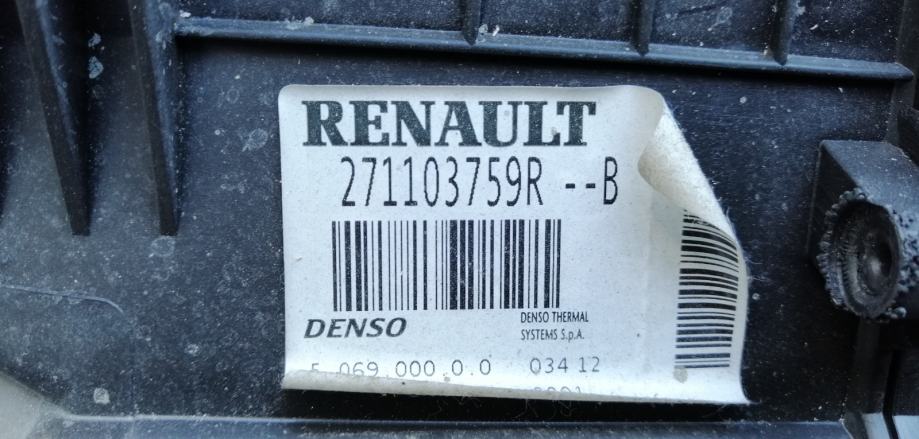 RENAULT
271103759R --B
DENSO
DENSO THERMAL
SYSTEMS S.p.A.
5 069 000 0 0 034 12